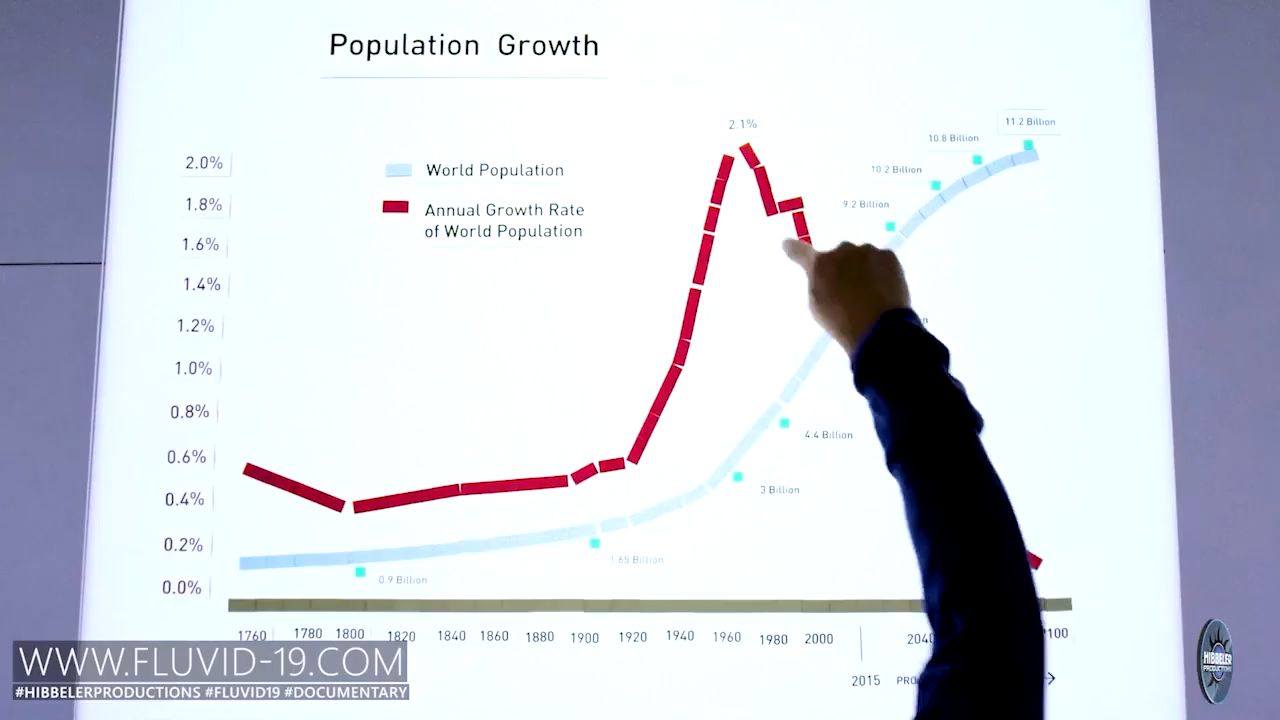 Population Growth
2.1%
11.2 Billion
10.8 Billion
10.2 Billion
9.2 Billion
World Population
Annual Growth Rate
of World Population
2.0%
1.8%
1.6%
1.4%
1.2%
1.0%
0.8%
0.6%
0.4%
0.2%
0.0%
4.4 Billion
3 Billion
1.65 Billion
0.9 Billion
1760 1780 1800 1820 1840 1860 1880 1900 1920 1940 1960 1980 2000
2015
WWW.FLUVID-19.COM
#HIBBELERPRODUCTIONS #FLUVID19 #DOCUMENTARY
HIBBELER
PRODUCTIONS